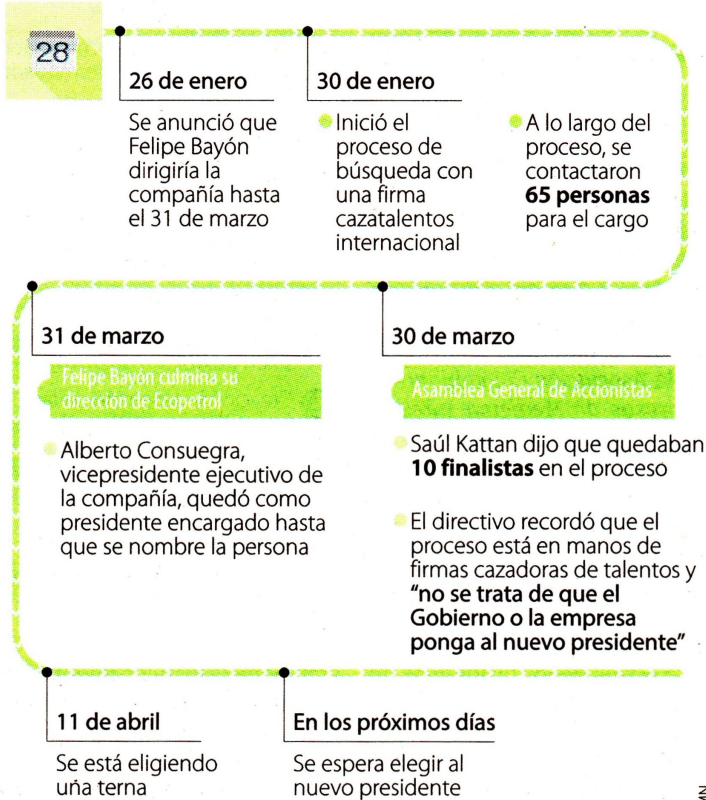 28
26 de enero
Se anunció que
Felipe Bayón
dirigiría la
compañía hasta
el 31 de marzo
30 de enero
Inició el
proceso de
búsqueda con
una firma
cazatalentos
internacional
A lo largo del
proceso, se
contactaron
65 personas
para el cargo
30 de marzo
Asamblea General de Accionistas
Saúl Kattan dijo que quedaban
10 finalistas en el proceso
El directivo recordó que el
proceso está en manos de
firmas cazadoras de talentos y
“no se trata de que el
Gobierno o la empresa
ponga al nuevo presidente”
31 de marzo
Felipe Bayón culmina su
dirección de Ecopetrol
Alberto Consuegra,
vicepresidente ejecutivo de
la compañía, quedó como
presidente encargado hasta
que se nombre la persona
11 de abril
Se está eligiendo
una terna
En los próximos días
Se espera elegir al
nuevo presidente